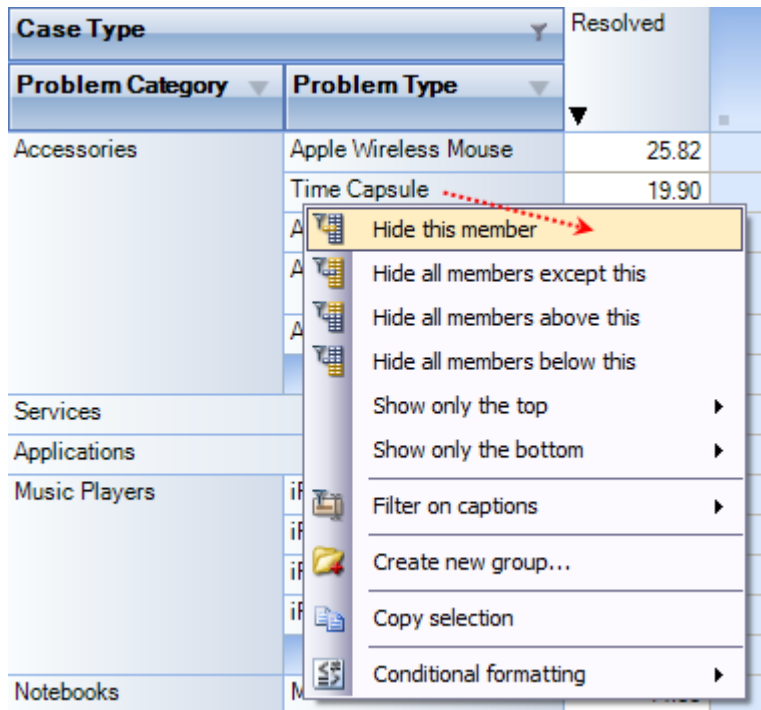 Case Type
Resolved
Problem Category
Problem Type
Accessories
Apple Wireless Mouse
25.82
Time Capsule
19.90
A
Hide this member
A
Hide all members except this
Hide all members above this
A
Hide all members below this
Services
Show only the top
Applications
Show only the bottom
Music Players
Filter on captions
Create new group...
Copy selection
Conditional formatting
Notebooks
M